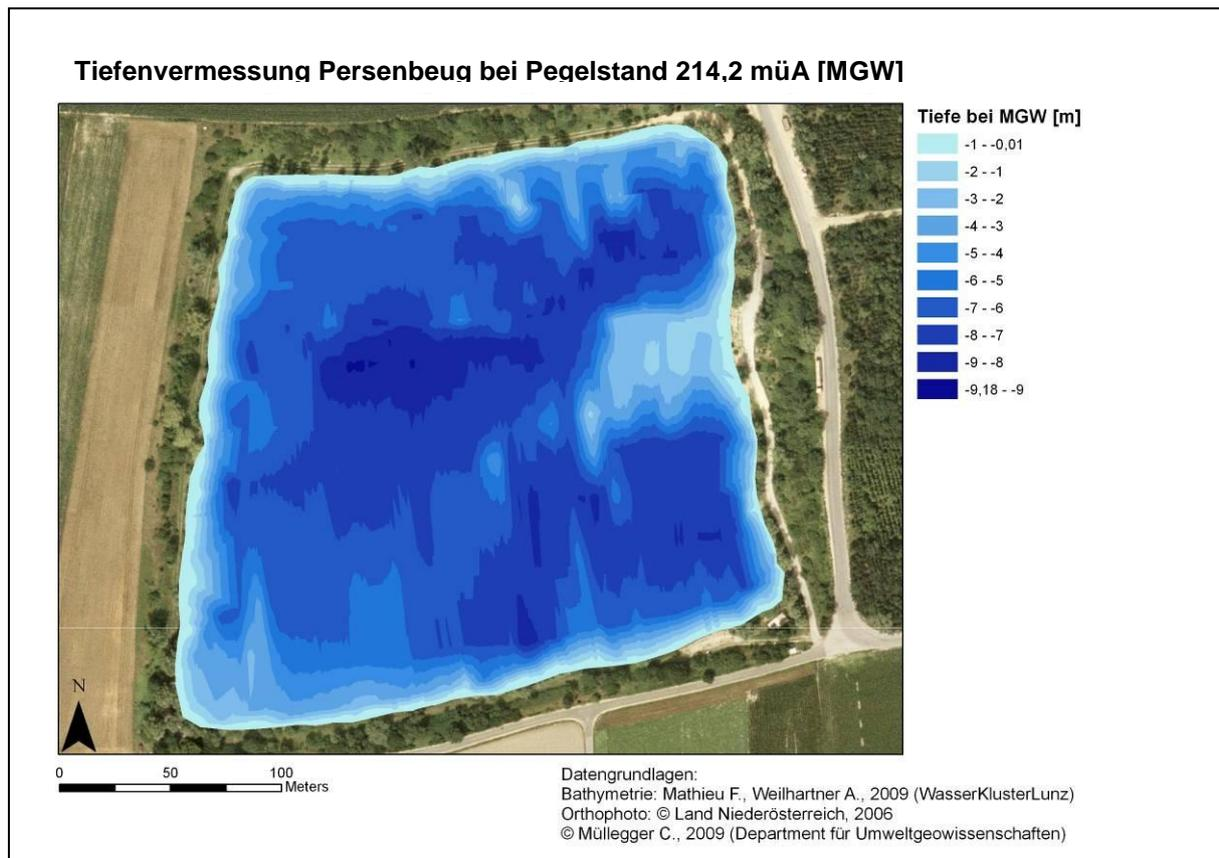 Tiefenvermessung Persenbeug bei Pegelstand 214,2 müA [MGW]
Tiefe bei MGW [m]
-1 - -0,01
-2 - -1
-3 - -2
-4 - -3
-5 - -4
-6 - -5
-7 - -6
-8 - -7
-9 - -8
-9,18 - -9
N
0 50 100
Meters
Datengrundlagen:
Bathymetrie: Mathieu F., Weilhartner A., 2009 (WasserKlusterLunz)
Orthophoto: © Land Niederösterreich, 2006
© Müllegger C., 2009 (Department für Umweltgeowissenschaften)